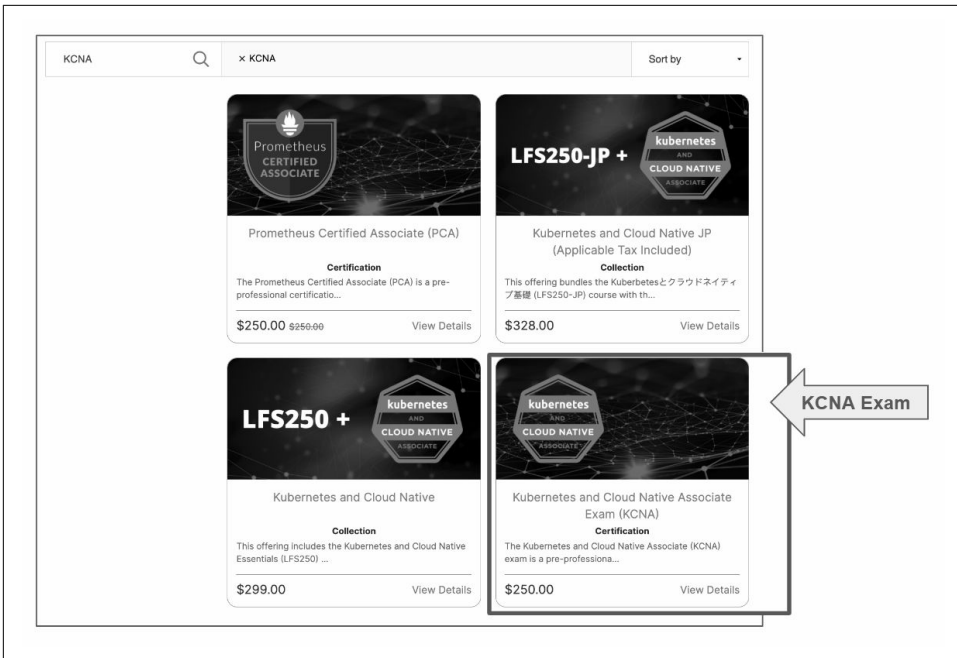 KCNA
× KCNA
Sort by
Prometheus
CERTIFIED
ASSOCIATE
Prometheus Certified Associate (PCA)
Certification
The Prometheus Certified Associate (PCA) is a pre-
professional certificatio...
$250.00 $250.00
View Details
LFS250-JP +
kubernetes
AND
CLOUD NATIVE
ASSOCIATE
Kubernetes and Cloud Native JP
(Applicable Tax Included)
Collection
This offering bundles the Kuberbetesとクラウドネイティ
ブ基礎 (LFS250-JP) course with th...
$328.00
View Details
LFS250 +
kubernetes
AND
CLOUD NATIVE
ASSOCIATE
Kubernetes and Cloud Native
Collection
This offering includes the Kubernetes and Cloud Native
Essentials (LFS250) ...
$299.00
View Details
kubernetes
AND
CLOUD NATIVE
ASSOCIATE
Kubernetes and Cloud Native Associate
Exam (KCNA)
Certification
The Kubernetes and Cloud Native Associate (KCNA)
exam is a pre-professiona...
$250.00
View Details
KCNA Exam